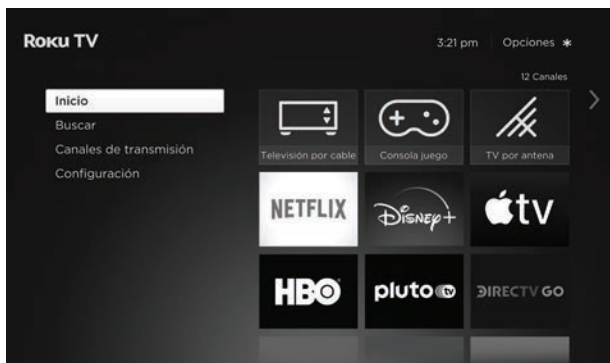 Roku TV
3:21 pm
Opciones
12 Canales
Inicio
Buscar
Canales de transmisión
Configuración
Televisión por cable
Consola juego
TV por antena
NETFLIX
Disney+
tv
HBO
pluto tv
DIRECTV GO